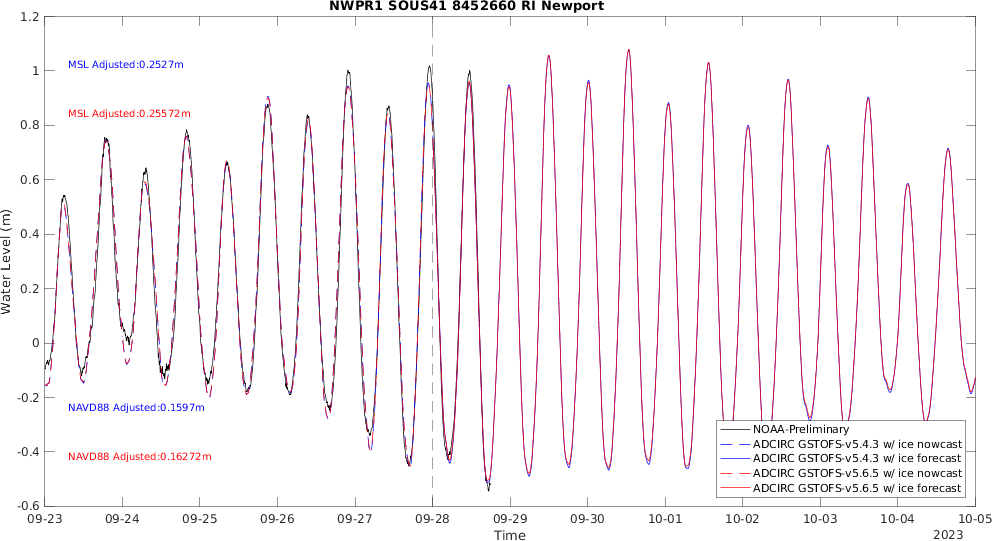 NWPR1 SOUS41 8452660 RI Newport
1.2
1
0.8
0.6
0.4
0.2
0
-0.2
-0.4
-0.6
Water Level (m)
MSL Adjusted:0.2527m
MSL Adjusted:0.25572m
NAVD88 Adjusted:0.1597m
NAVD88 Adjusted:0.16272m
NOAA-Preliminary
ADCIRC GSTOFS-v5.4.3 w/ ice nowcast
ADCIRC GSTOFS-v5.4.3 w/ ice forecast
ADCIRC GSTOFS-v5.6.5 w/ ice nowcast
ADCIRC GSTOFS-v5.6.5 w/ ice forecast
09-23 09-24 09-25 09-26 09-27 09-28 09-29 09-30 10-01 10-02 10-03 10-04 10-05
Time
2023